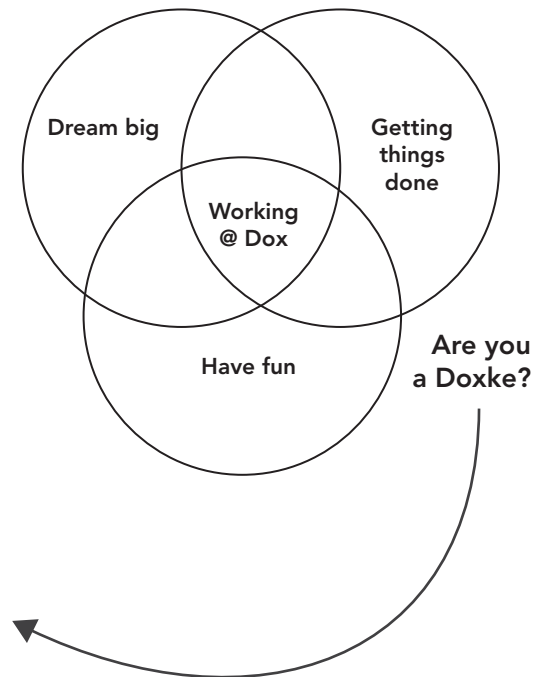 Dream big
Getting
things
done
Working
@ Dox
Have fun
Are you
a Doxke?